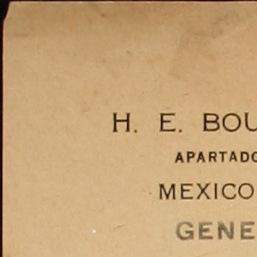 H. E. BOU
APARTADO
MEXICO
GENE